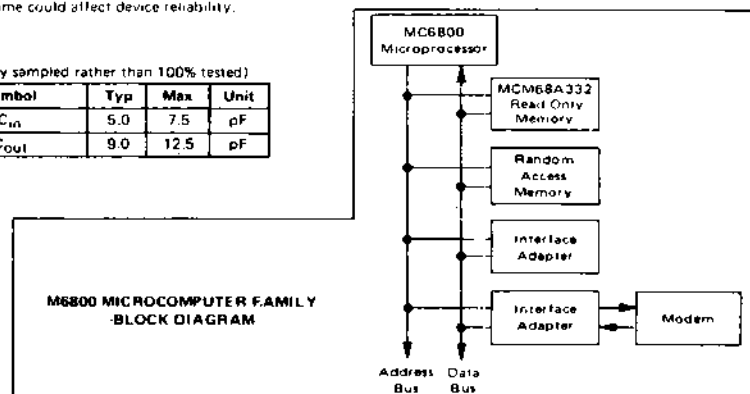 me could affect device reliability.
y sampled rather than 100% tested)
mbol Typ Max Unit
Cin 5.0 7.5 pF
Cout 9.0 12.5 pF
MC6800
Microprocessor
MCM68A332
Read Only
Memory
Random
Access
Memory
Interface
Adapter
Interface
Adapter
Modem
M6800 MICROCOMPUTER FAMILY
BLOCK DIAGRAM
Address
Bus
Data
Bus